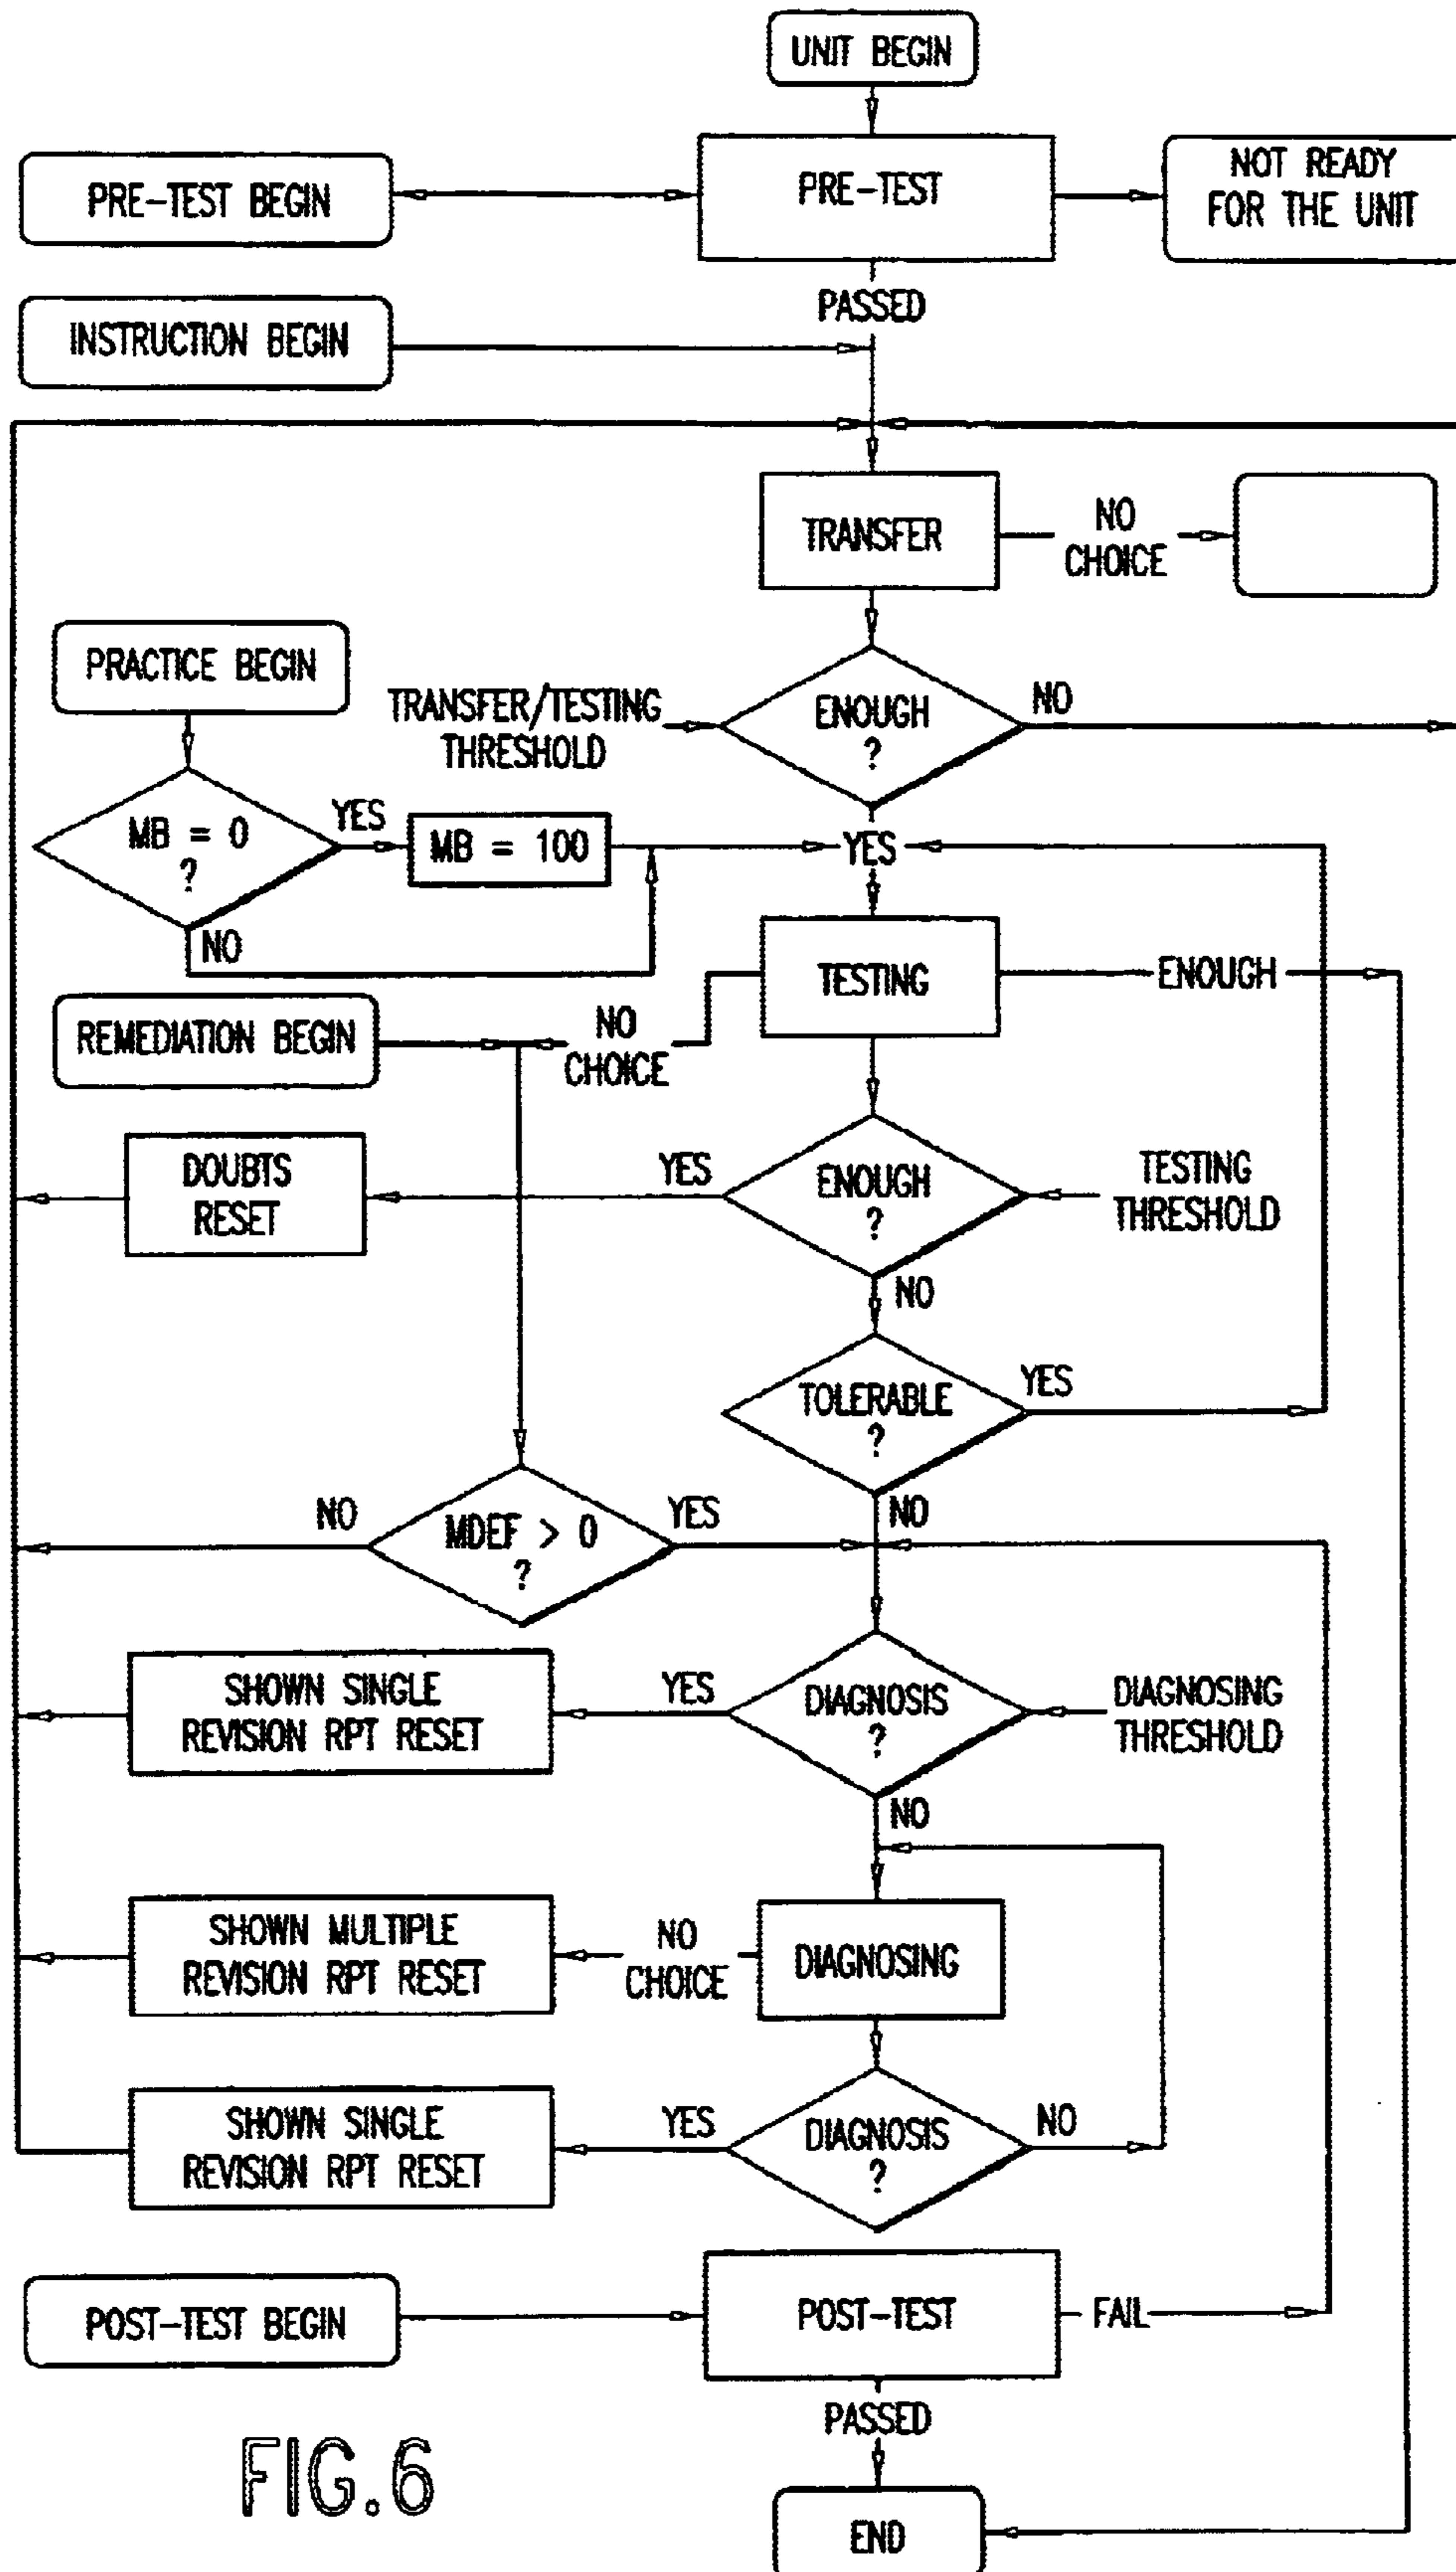 UNIT BEGIN
PRE-TEST BEGIN
PRE-TEST
NOT READY
FOR THE UNIT
PASSED
INSTRUCTION BEGIN
TRANSFER
NO
CHOICE
PRACTICE BEGIN
TRANSFER/TESTING
THRESHOLD
ENOUGH
?
NO
MB = 0
?
YES
MB = 100
YES
NO
TESTING
ENOUGH
REMEDIATION BEGIN
NO
CHOICE
DOUBTS
RESET
YES
ENOUGH
?
TESTING
THRESHOLD
NO
TOLERABLE
?
YES
NO
NO
MDEF > 0
?
YES
SHOWN SINGLE
REVISION RPT RESET
YES
DIAGNOSIS
?
DIAGNOSING
THRESHOLD
NO
SHOWN MULTIPLE
REVISION RPT RESET
NO
CHOICE
DIAGNOSING
SHOWN SINGLE
REVISION RPT RESET
YES
DIAGNOSIS
?
NO
POST-TEST BEGIN
POST-TEST
FAIL
PASSED
END
FIG.6